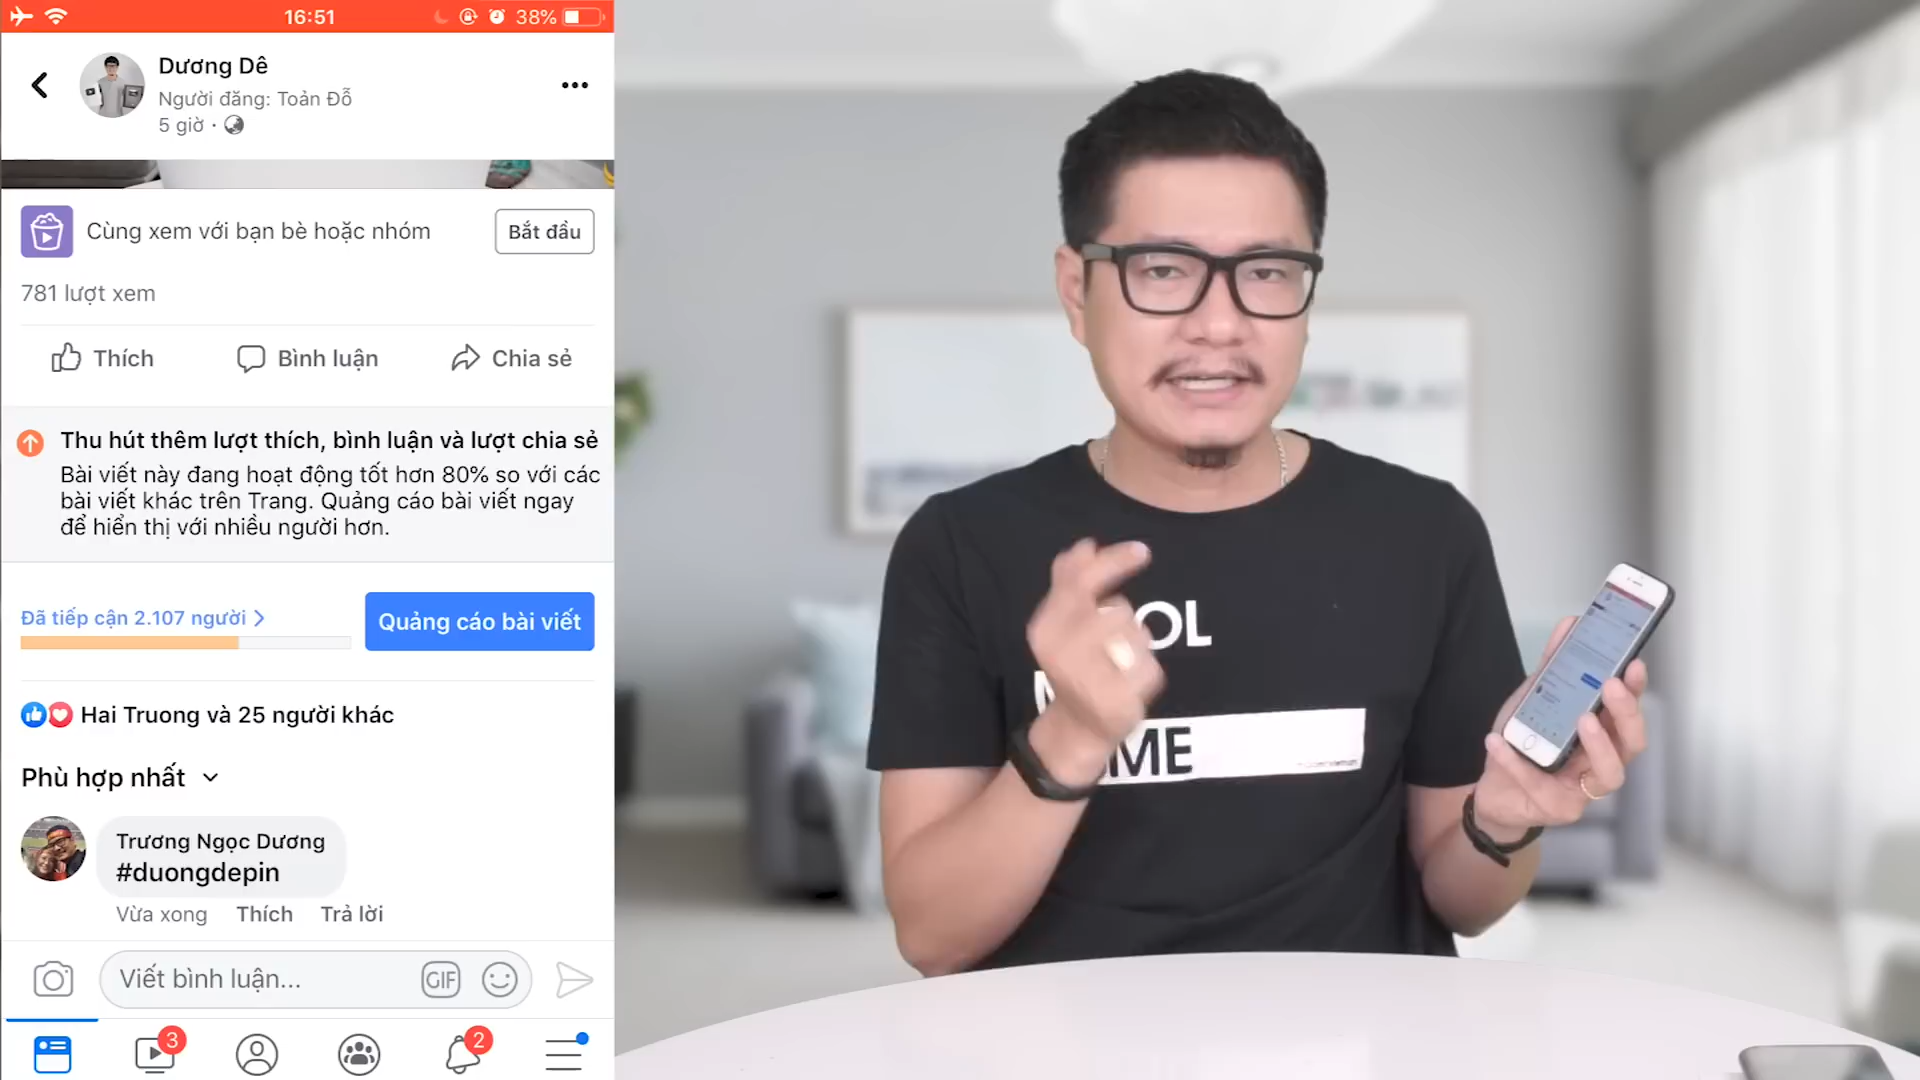 16:51
38%
Dương Dê
Người đăng: Toản Đỗ
5 giờ ·
Cùng xem với bạn bè hoặc nhóm
Bắt đầu
781 lượt xem
Thích
Bình luận
Chia sẻ
Thu hút thêm lượt thích, bình luận và lượt chia sẻ
Bài viết này đang hoạt động tốt hơn 80% so với các
bài viết khác trên Trang. Quảng cáo bài viết ngay
để hiển thị với nhiều người hơn.
Đã tiếp cận 2.107 người
Quảng cáo bài viết
Hai Truong và 25 người khác
Phù hợp nhất
Trương Ngọc Dương
#duongdepin
Vừa xong
Thích
Trả lời
Viết bình luận...
GIF
3
2
OL
ME